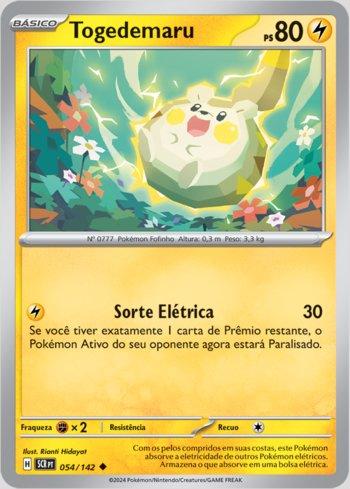 BÁSICO
Togedemaru
PS 80
Nº 0777 Pokémon Fofinho Altura: 0,3 m Peso: 3,3 kg
Sorte Elétrica 30
Se você tiver exatamente 1 carta de Prêmio restante, o
Pokémon Ativo do seu oponente agora estará Paralisado.
Fraqueza × 2 Resistência Recuo
Ilust. Rianti Hidayat
H SCR PT 054/142
Com os pelos compridos em suas costas, este Pokémon
absorve a eletricidade de outros Pokémon elétricos.
Armazena o que absorve em uma bolsa elétrica.
©2024 Pokémon/Nintendo/Creatures/GAME FREAK